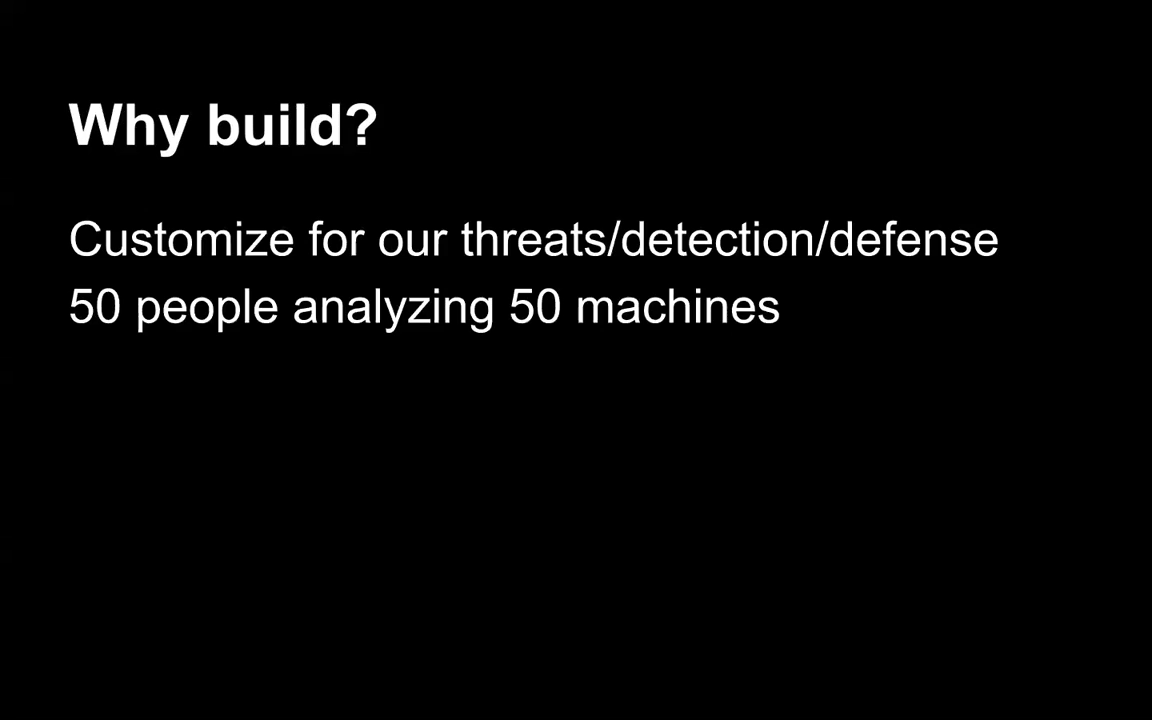 Why build?
Customize for our threats/detection/defense
50 people analyzing 50 machines